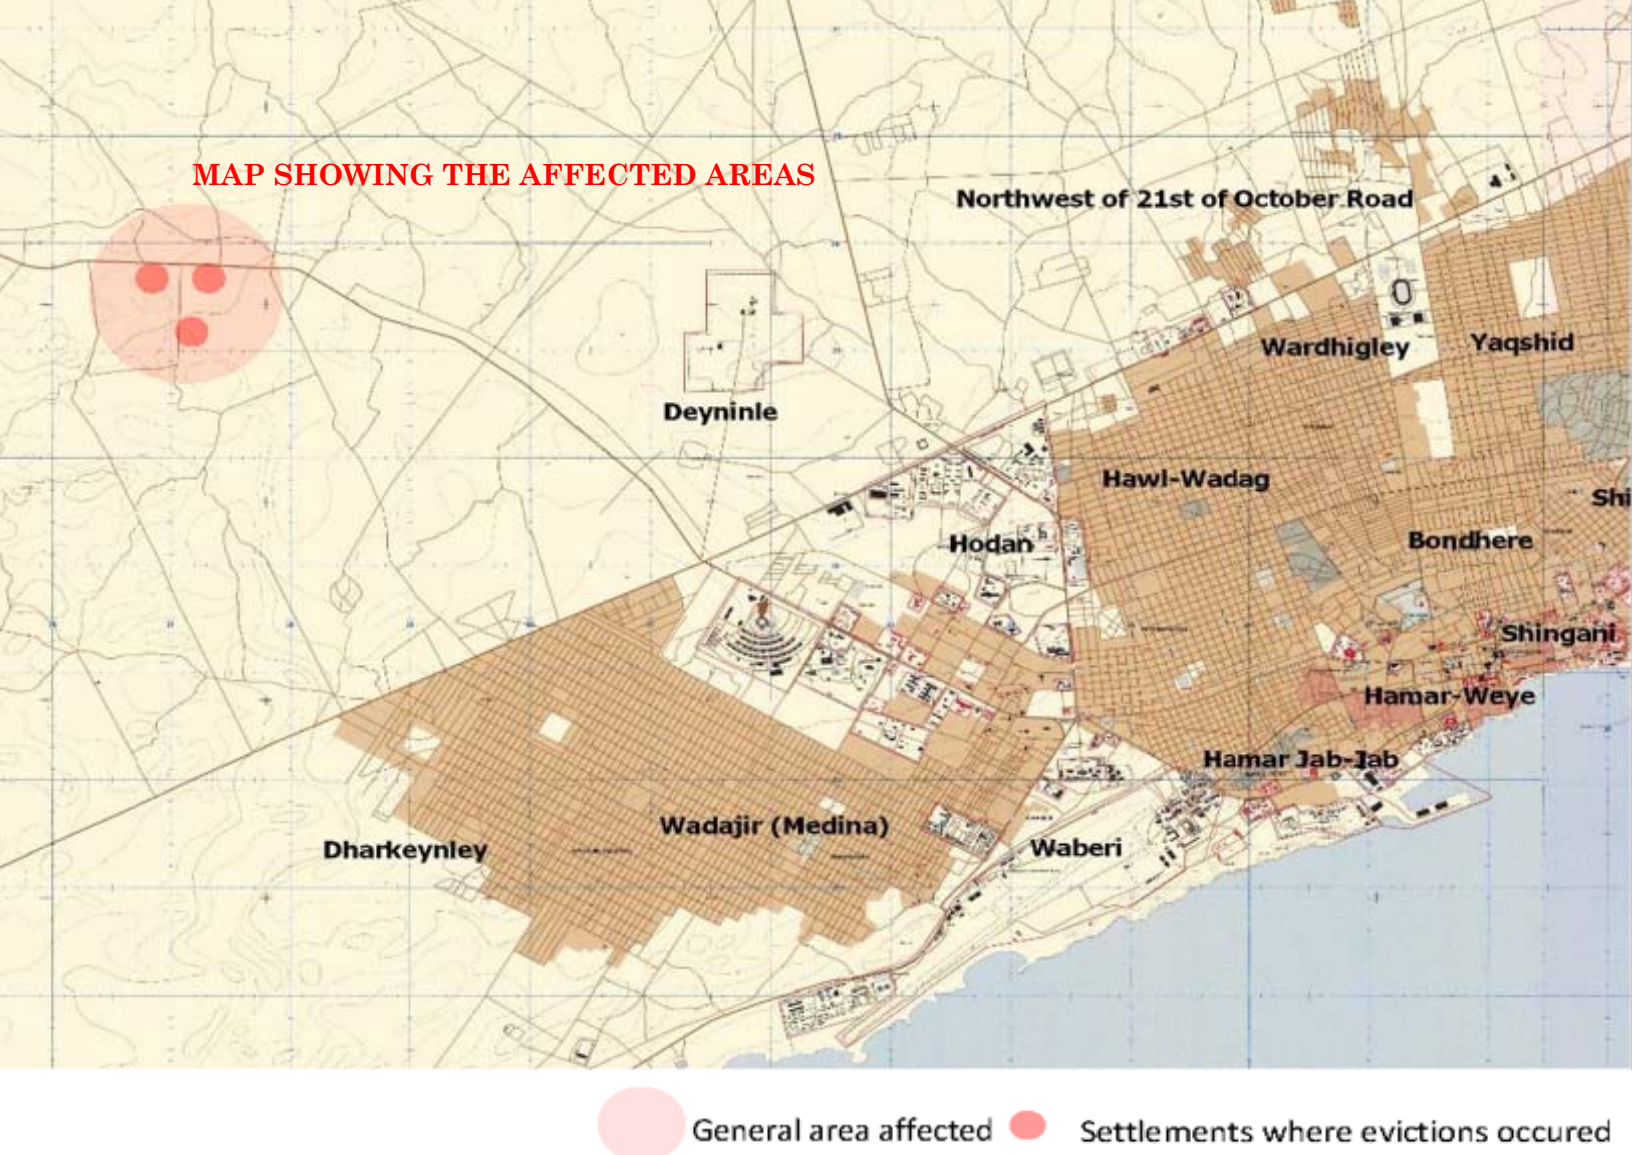 MAP SHOWING THE AFFECTED AREAS
Northwest of 21st of October Road
Wardhigley
Yaqshid
Deyninle
Hawl-Wadag
Shi
Hodan
Bondhere
Shingani
Hamar-Weye
Hamar Jab-Jab
Wadajir (Medina)
Dharkeynley
Waberi
General area affected
Settlements where evictions occured